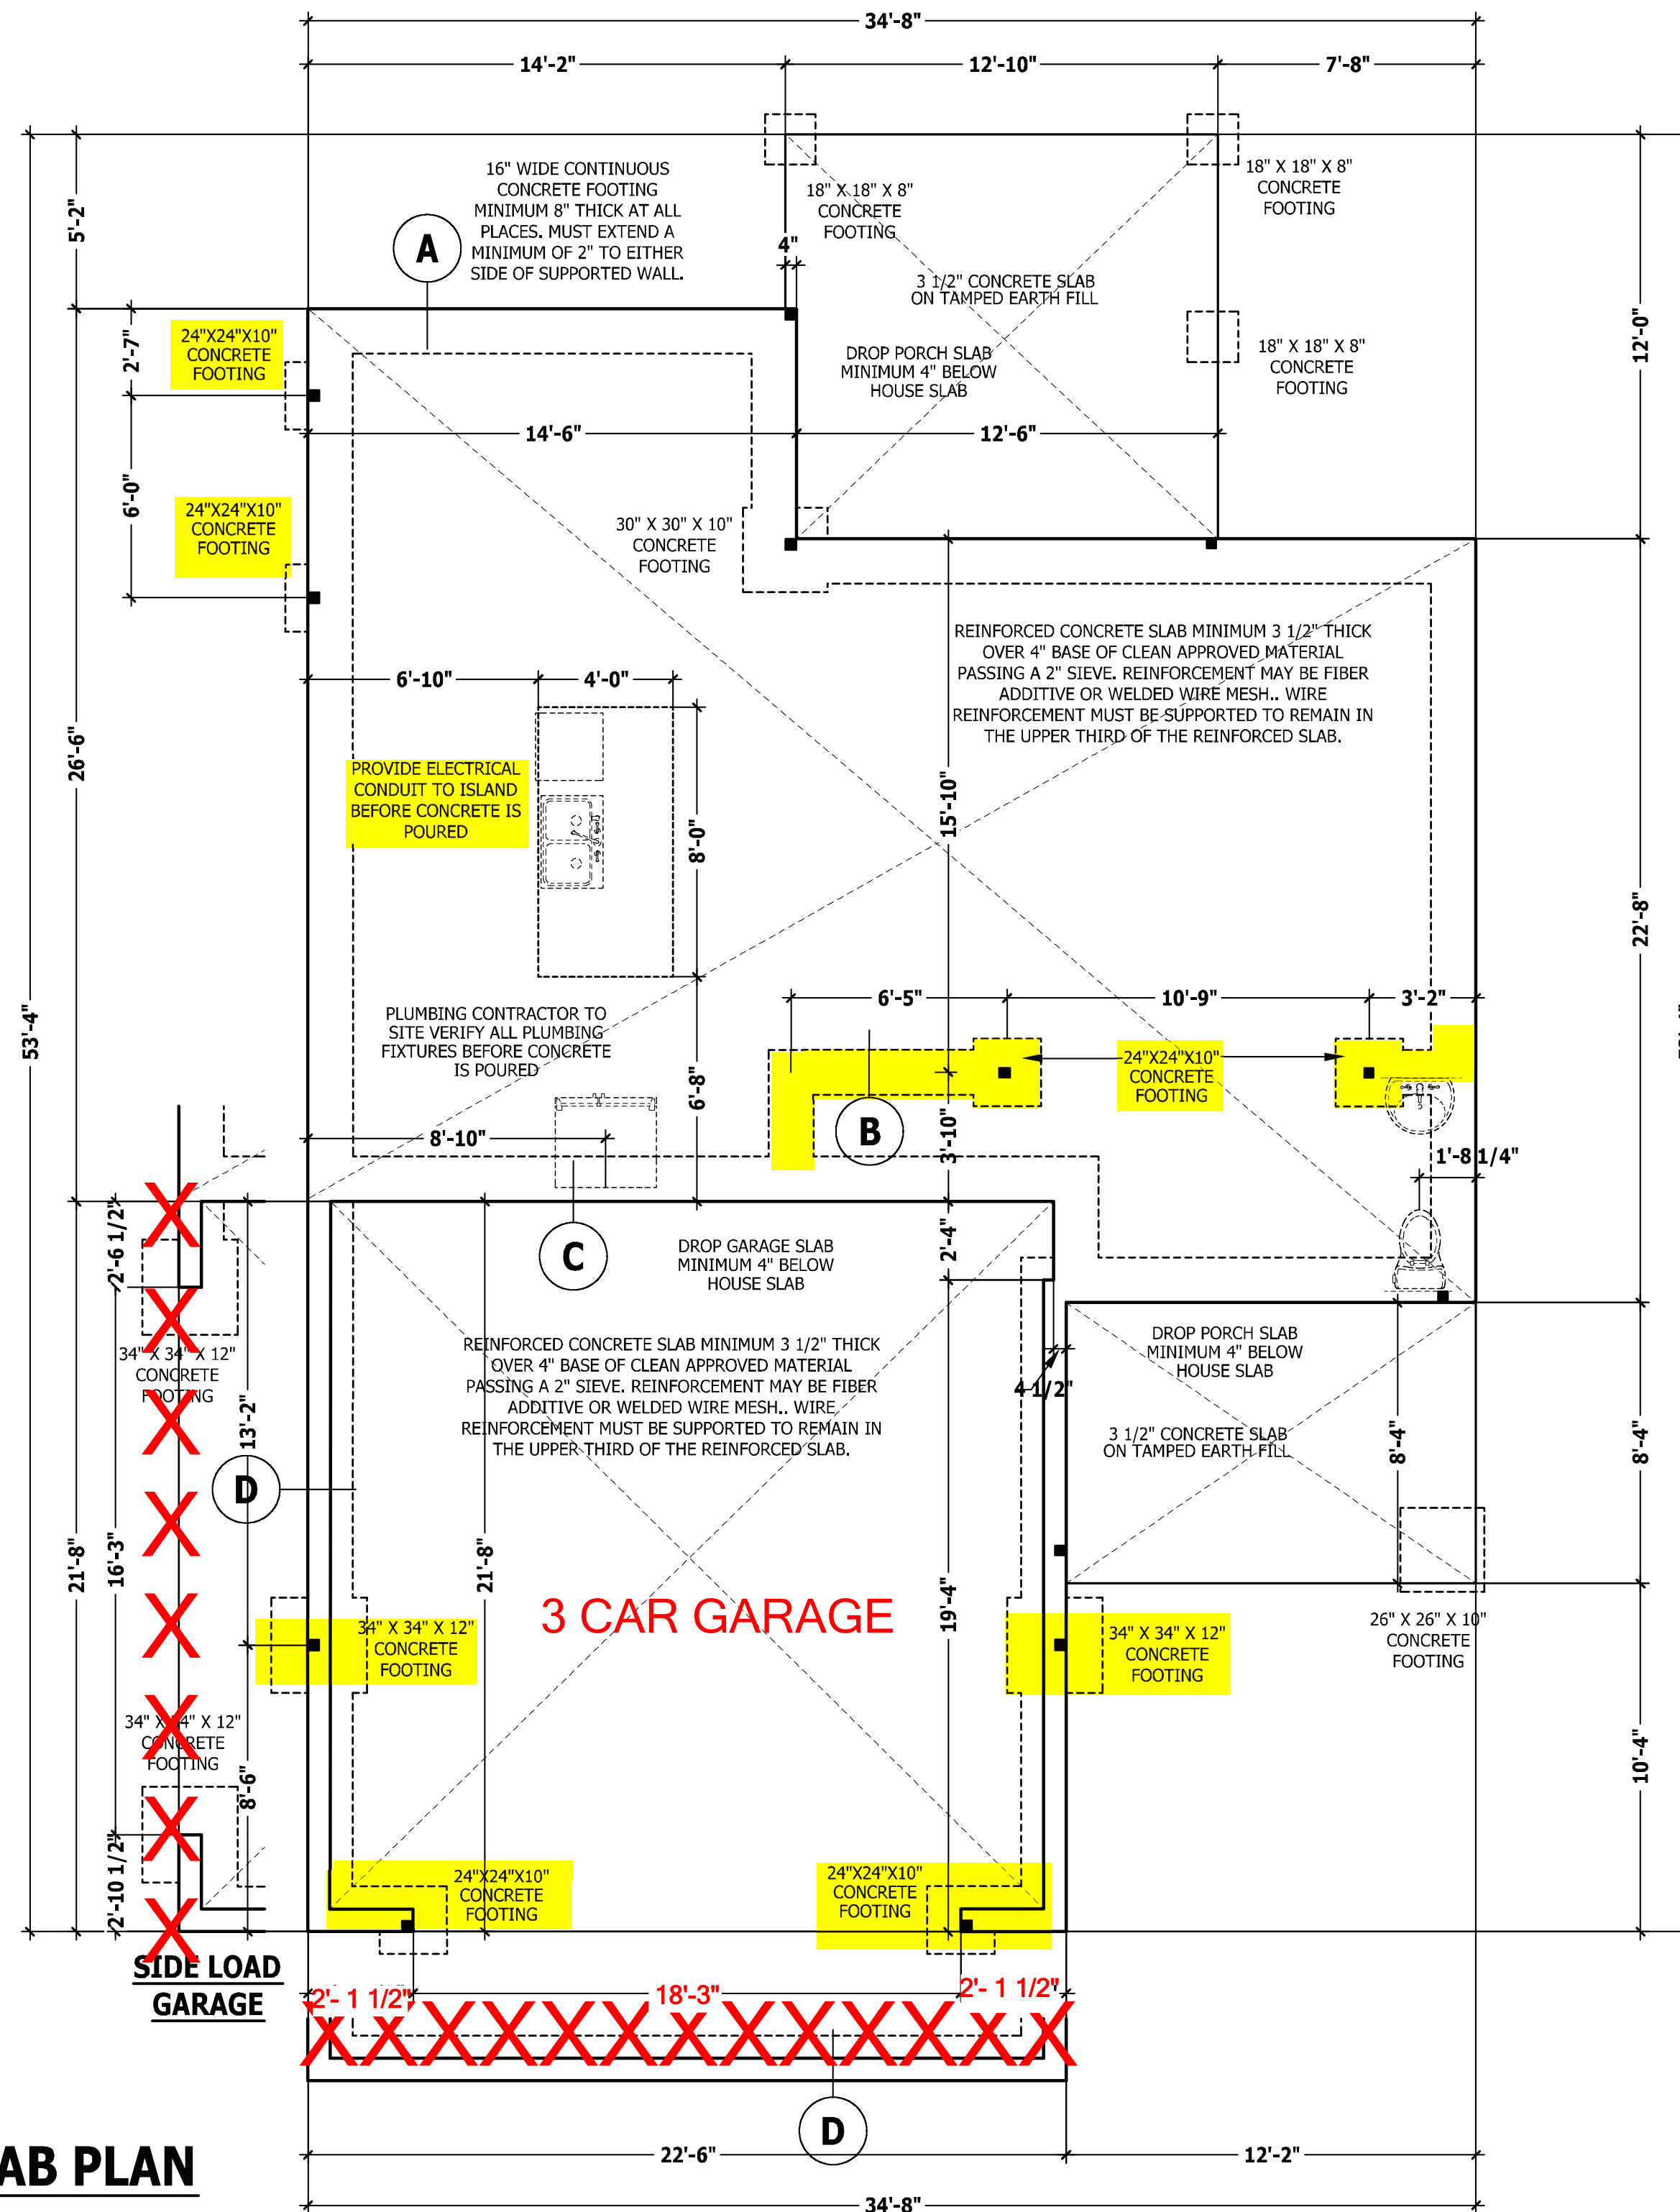 34'-8"
14'-2"
12'-10"
7'-8"
16" WIDE CONTINUOUS
CONCRETE FOOTING
MINIMUM 8" THICK AT ALL
PLACES. MUST EXTEND A
MINIMUM OF 2" TO EITHER
SIDE OF SUPPORTED WALL.
A
18" X 18" X 8"
CONCRETE
FOOTING
18" X 18" X 8"
CONCRETE
FOOTING
5'-2"
4"
3 1/2" CONCRETE SLAB
ON TAMPED EARTH FILL
12'-0"
2'-7"
24"X24"X10"
CONCRETE
FOOTING
DROP PORCH SLAB
MINIMUM 4" BELOW
HOUSE SLAB
18" X 18" X 8"
CONCRETE
FOOTING
14'-6"
12'-6"
6'-0"
24"X24"X10"
CONCRETE
FOOTING
30" X 30" X 10"
CONCRETE
FOOTING
REINFORCED CONCRETE SLAB MINIMUM 3 1/2" THICK
OVER 4" BASE OF CLEAN APPROVED MATERIAL
PASSING A 2" SIEVE. REINFORCEMENT MAY BE FIBER
ADDITIVE OR WELDED WIRE MESH.. WIRE
REINFORCEMENT MUST BE SUPPORTED TO REMAIN IN
THE UPPER THIRD OF THE REINFORCED SLAB.
6'-10"
4'-0"
26'-6"
PROVIDE ELECTRICAL
CONDUIT TO ISLAND
BEFORE CONCRETE IS
POURED
8'-0"
15'-10"
22'-8"
53'-4"
6'-5"
10'-9"
3'-2"
PLUMBING CONTRACTOR TO
SITE VERIFY ALL PLUMBING
FIXTURES BEFORE CONCRETE
IS POURED
24"X24"X10"
CONCRETE
FOOTING
6'-8"
B
3'-10"
8'-10"
1'-8 1/4"
2'-6 1/2"
X
C
DROP GARAGE SLAB
MINIMUM 4" BELOW
HOUSE SLAB
2'-4"
X
34" X 34" X 12"
CONCRETE
FOOTING
REINFORCED CONCRETE SLAB MINIMUM 3 1/2" THICK
OVER 4" BASE OF CLEAN APPROVED MATERIAL
PASSING A 2" SIEVE. REINFORCEMENT MAY BE FIBER
ADDITIVE OR WELDED WIRE MESH.. WIRE
REINFORCEMENT MUST BE SUPPORTED TO REMAIN IN
THE UPPER THIRD OF THE REINFORCED SLAB.
DROP PORCH SLAB
MINIMUM 4" BELOW
HOUSE SLAB
4 1/2"
13'-2"
X
3 1/2" CONCRETE SLAB
ON TAMPED EARTH FILL
8'-4"
8'-4"
D
X
21'-8"
16'-3"
21'-8"
19'-4"
X
3 CAR GARAGE
34" X 34" X 12"
CONCRETE
FOOTING
34" X 34" X 12"
CONCRETE
FOOTING
26" X 26" X 10"
CONCRETE
FOOTING
X
34" X 34" X 12"
CONCRETE
FOOTING
8'-6"
10'-4"
X
2'-10 1/2"
24"X24"X10"
CONCRETE
FOOTING
24"X24"X10"
CONCRETE
FOOTING
X
SIDE LOAD
GARAGE
2'- 1 1/2"
18'-3"
2'- 1 1/2"
X X X X X X X X X X X X X
D
22'-6"
12'-2"
AB PLAN
34'-8"